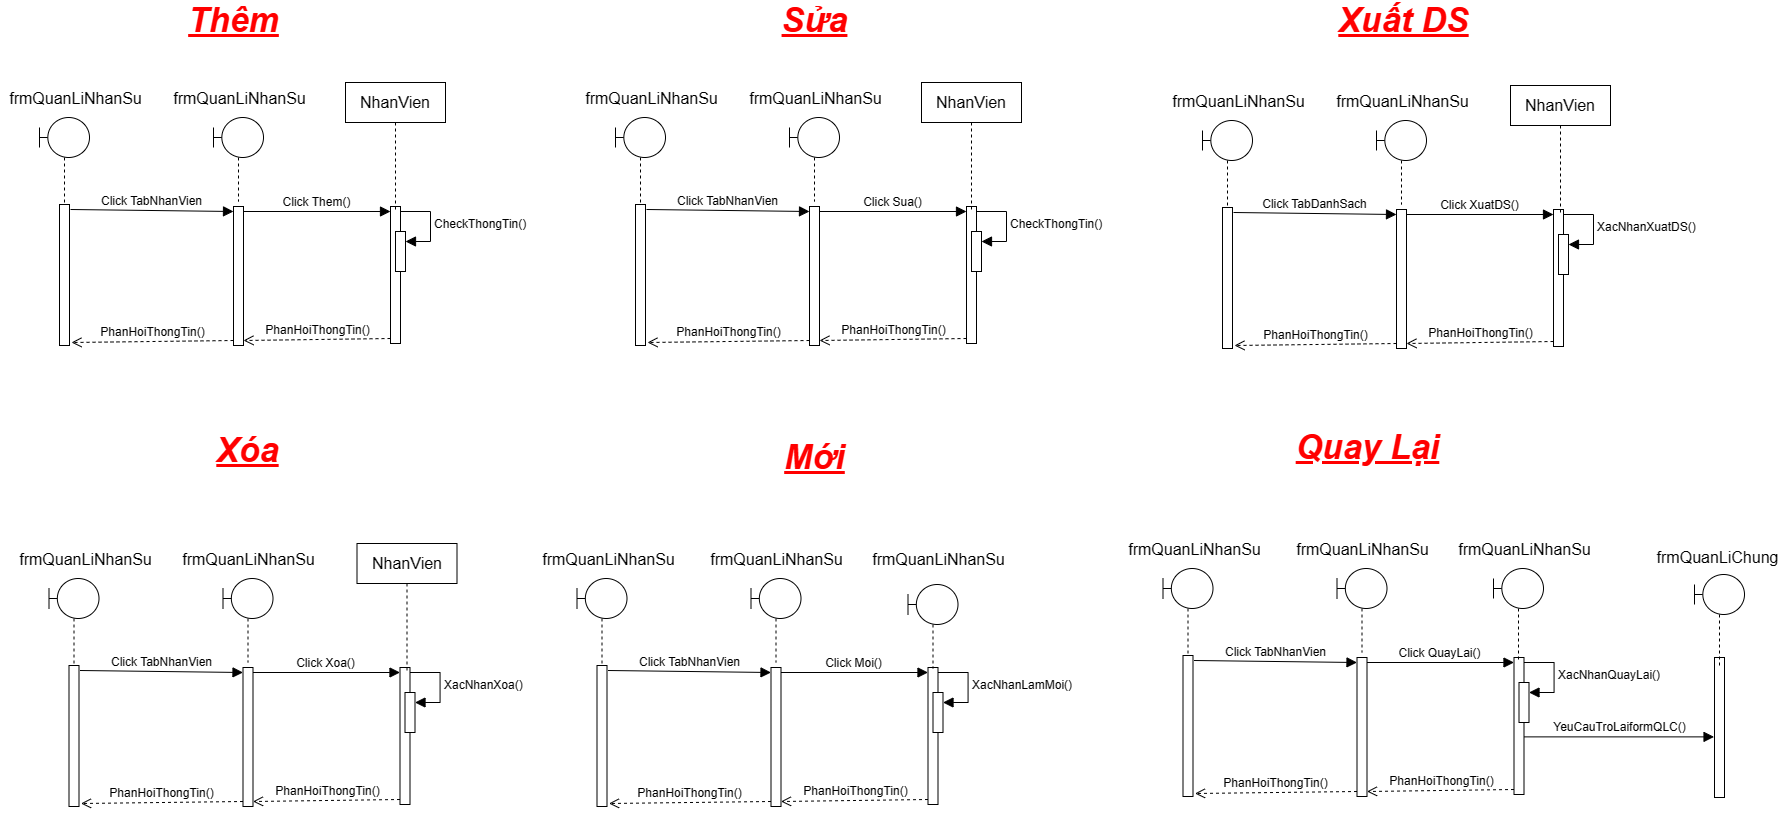 Thêm
frmQuanLiNhanSu
frmQuanLiNhanSu
NhanVien
Click TabNhanVien
Click Them()
CheckThongTin()
PhanHoiThongTin()
PhanHoiThongTin()
Sửa
frmQuanLiNhanSu
frmQuanLiNhanSu
NhanVien
Click TabNhanVien
Click Sua()
CheckThongTin()
PhanHoiThongTin()
PhanHoiThongTin()
Xuất DS
frmQuanLiNhanSu
frmQuanLiNhanSu
NhanVien
Click TabDanhSach
Click XuatDS()
XacNhanXuatDS()
PhanHoiThongTin()
PhanHoiThongTin()
Xóa
frmQuanLiNhanSu
frmQuanLiNhanSu
NhanVien
Click TabNhanVien
Click Xoa()
XacNhanXoa()
PhanHoiThongTin()
PhanHoiThongTin()
Mới
frmQuanLiNhanSu
frmQuanLiNhanSu
frmQuanLiNhanSu
Click TabNhanVien
Click Moi()
XacNhanLamMoi()
PhanHoiThongTin()
PhanHoiThongTin()
Quay Lại
frmQuanLiNhanSu
frmQuanLiNhanSu
frmQuanLiNhanSu
frmQuanLiChung
Click TabNhanVien
Click QuayLai()
XacNhanQuayLai()
YeuCauTroLaiformQLC()
PhanHoiThongTin()
PhanHoiThongTin()